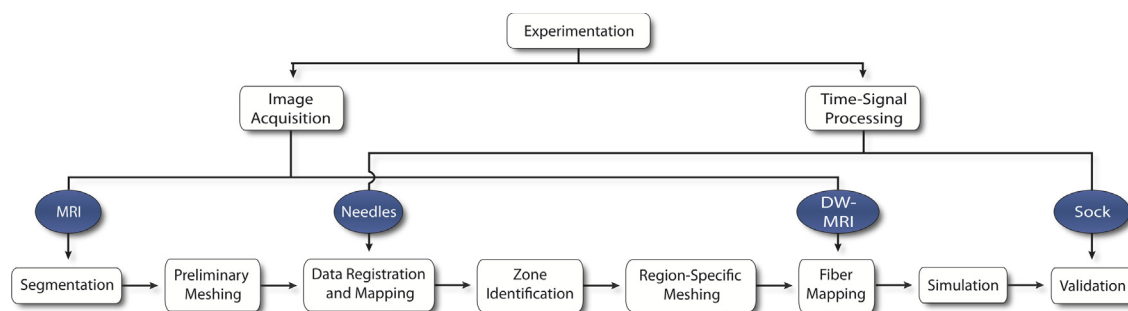 Experimentation
Image
Acquisition
Time-Signal
Processing
MRI
Needles
DW-
MRI
Sock
Segmentation
Preliminary
Meshing
Data Registration
and Mapping
Zone
Identification
Region-Specific
Meshing
Fiber
Mapping
Simulation
Validation